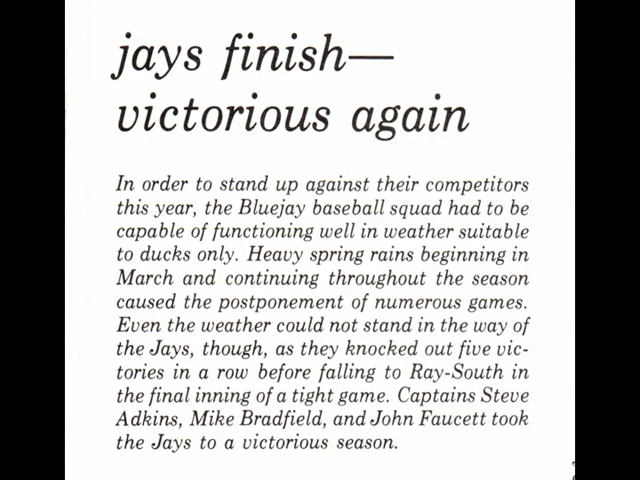 jays finish—
victorious again
In order to stand up against their competitors
this year, the Bluejay baseball squad had to be
capable of functioning well in weather suitable
to ducks only. Heavy spring rains beginning in
March and continuing throughout the season
caused the postponement of numerous games.
Even the weather could not stand in the way of
the Jays, though, as they knocked out five vic-
tories in a row before falling to Ray-South in
the final inning of a tight game. Captains Steve
Adkins, Mike Bradfield, and John Faucett took
the Jays to a victorious season.